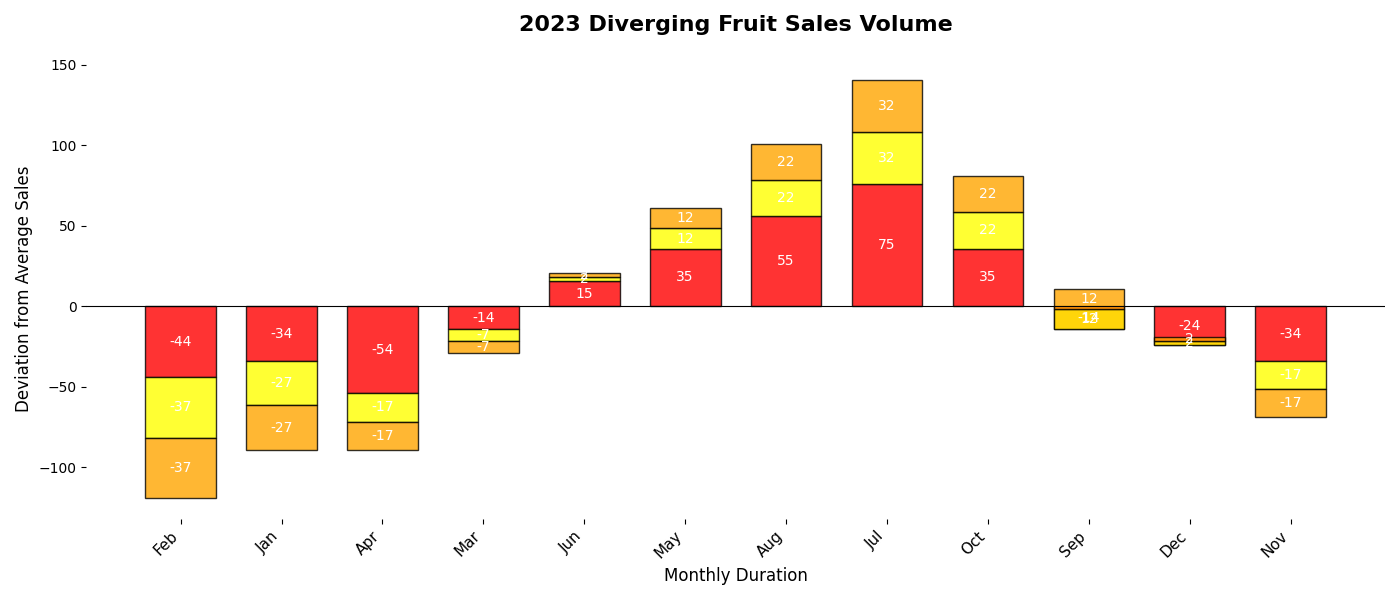 2023 Diverging Fruit Sales Volume
Deviation from Average Sales
150
100
50
0
−50
−100
32
32
75
22
22
55
22
22
35
12
12
35
2
15
12
-44
-37
-37
-34
-27
-27
-54
-17
-17
-14
-7
-7
-24
-34
-17
-17
Feb
Jan
Apr
Mar
Jun
May
Aug
Jul
Oct
Sep
Dec
Nov
Monthly Duration